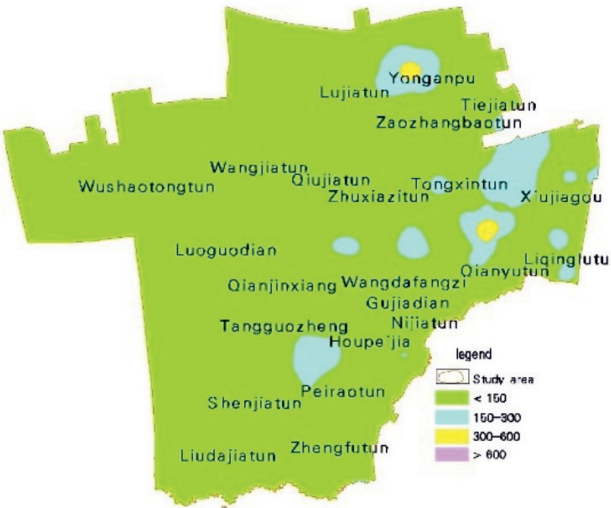 Yonganpu
Lujiatun
Tiejiatun
Zaozhangbaotun
Wangjiatun
Qiujiatun
Tongxintun
Wushaotongtun
Zhuxiazitun
Xiujiagou
Luoguodian
Liqinglutu
Qianyutun
Qianjinxiang
Wangdafangzi
Gujiadian
Tangguozheng
Nijiatun
Houpeijia
legend
Study area
Peiraotun
< 150
Shenjiatun
150-300
300-600
Zhengfutun
> 600
Liudajiatun